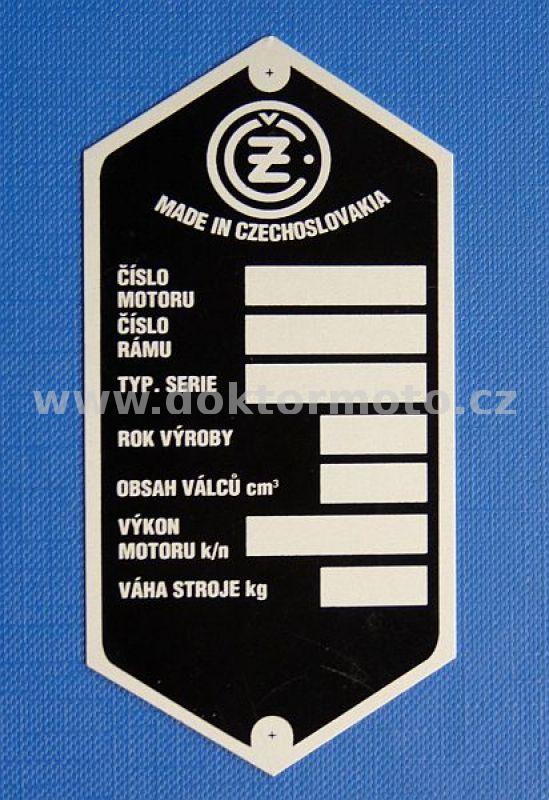 ČZ
MADE IN CZECHOSLOVAKIA
ČÍSLO
MOTORU
ČÍSLO
RÁMU
TYP. SERIE
www.doktormoto.cz
ROK VÝROBY
OBSAH VÁLCŮ cm³
VÝKON
MOTORU k/n
VÁHA STROJE kg